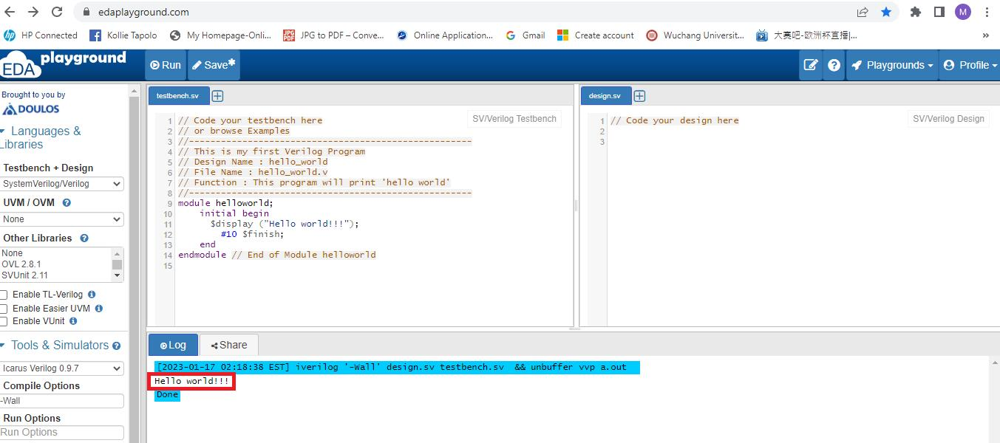 edaplayground.com
M
HP Connected
Kollie Tapolo
My Homepage-Onli...
JPG to PDF – Conve...
Online Application...
Gmail
Create account
Wuchang Universit...
大赛吧-欧洲杯直播|...
»
EDA playground
Run
Save*
Playgrounds
Profile
Brought to you by
DOULOS
Languages &
Libraries
Testbench + Design
SystemVerilog/Verilog
UVM / OVM
None
Other Libraries
None
OVL 2.8.1
SVUnit 2.11
Enable TL-Verilog
Enable Easier UVM
Enable VUnit
Tools & Simulators
Icarus Verilog 0.9.7
Compile Options
-Wall
Run Options
Run Options
testbench.sv
SV/Verilog Testbench
1 // Code your testbench here
2 // or browse Examples
3 //-----------------------------------------------------
4 // This is my first Verilog Program
5 // Design Name : hello_world
6 // File Name : hello_world.v
7 // Function : This program will print 'hello world'
8 //-----------------------------------------------------
9 module helloworld;
10 initial begin
11 $display ("Hello world!!!");
12 #10 $finish;
13 end
14 endmodule // End of Module helloworld
15
design.sv
SV/Verilog Design
1 // Code your design here
2
3
Log
Share
[2023-01-17 02:18:38 EST] iverilog '-Wall' design.sv testbench.sv && unbuffer vvp a.out
Hello world!!!
Done